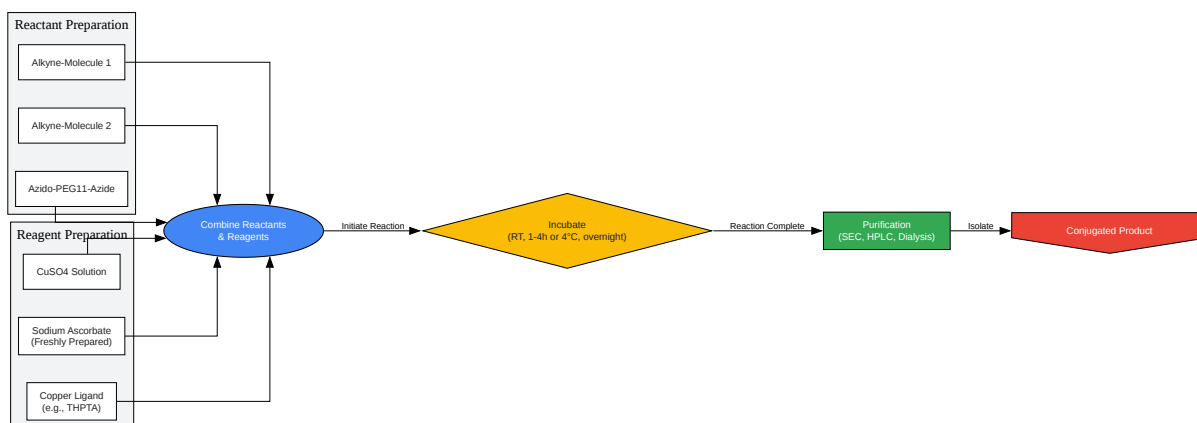 Reactant Preparation
Alkyne-Molecule 1
Alkyne-Molecule 2
Azido-PEG11-Azide
Reagent Preparation
CuSO4 Solution
Sodium Ascorbate
(Freshly Prepared)
Copper Ligand
(e.g., THPTA)
Combine Reactants
& Reagents
Initiate Reaction
Incubate
(RT, 1-4h or 4°C, overnight)
Reaction Complete
Purification
(SEC, HPLC, Dialysis)
Isolate
Conjugated Product